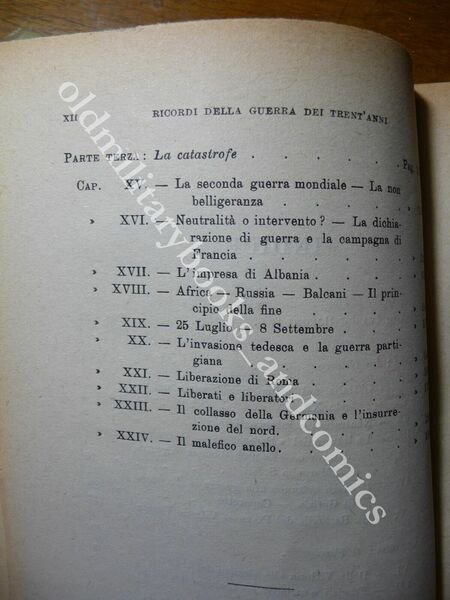 XII RICORDI DELLA GUERRA DEI TRENT'ANNI
PARTE TERZA: La catastrofe . . . . . Pag.
CAP. XV. — La seconda guerra mondiale — La non
belligeranza . . . . .
» XVI. — Neutralità o intervento? — La dichia-
razione di guerra e la campagna di
Francia . . . . . .
» XVII. — L'impresa di Albania . . . .
» XVIII. — Africa — Russia — Balcani — Il prin-
cipio della fine . . . . .
» XIX. — 25 Luglio - 8 Settembre . . . .
» XX. — L'invasione tedesca e la guerra parti-
giana . . . . . . .
» XXI. — Liberazione di Roma . . . .
» XXII. — Liberati e liberatori . . . .
» XXIII. — Il collasso della Germania e l'insurre-
zione del nord. . . . . .
» XXIV. — Il malefico anello. . . . .
oldmilitarybooks_andcomics